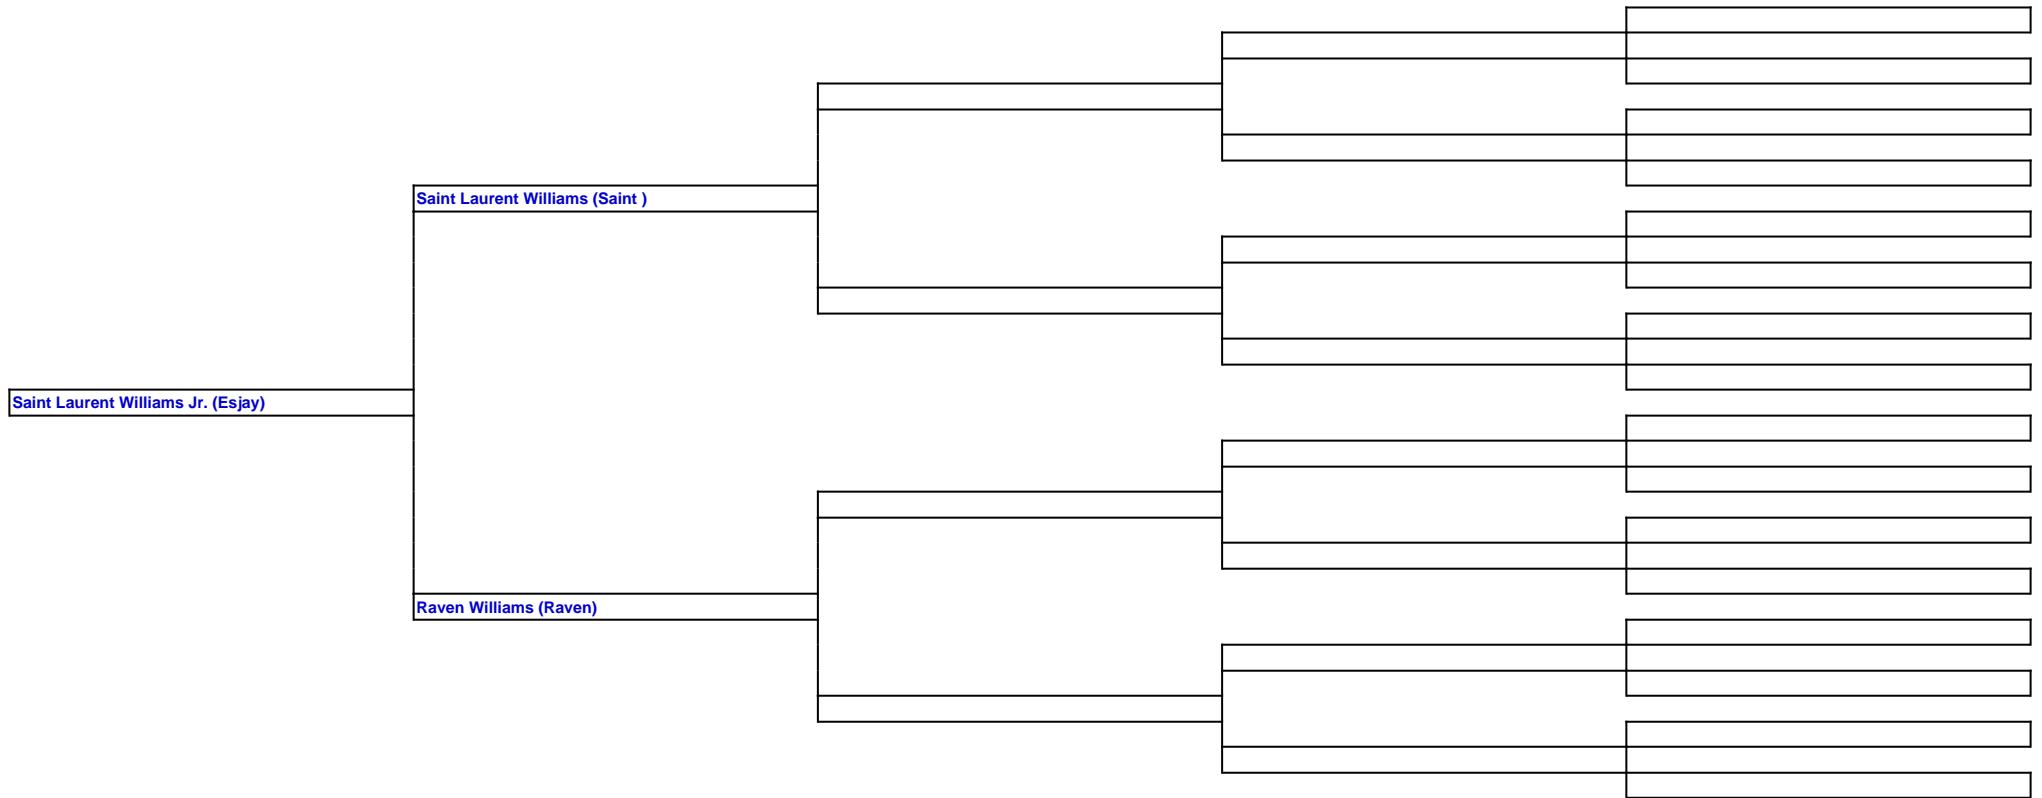 Saint Laurent Williams (Saint )
Saint Laurent Williams Jr. (Esjay)
Raven Williams (Raven)